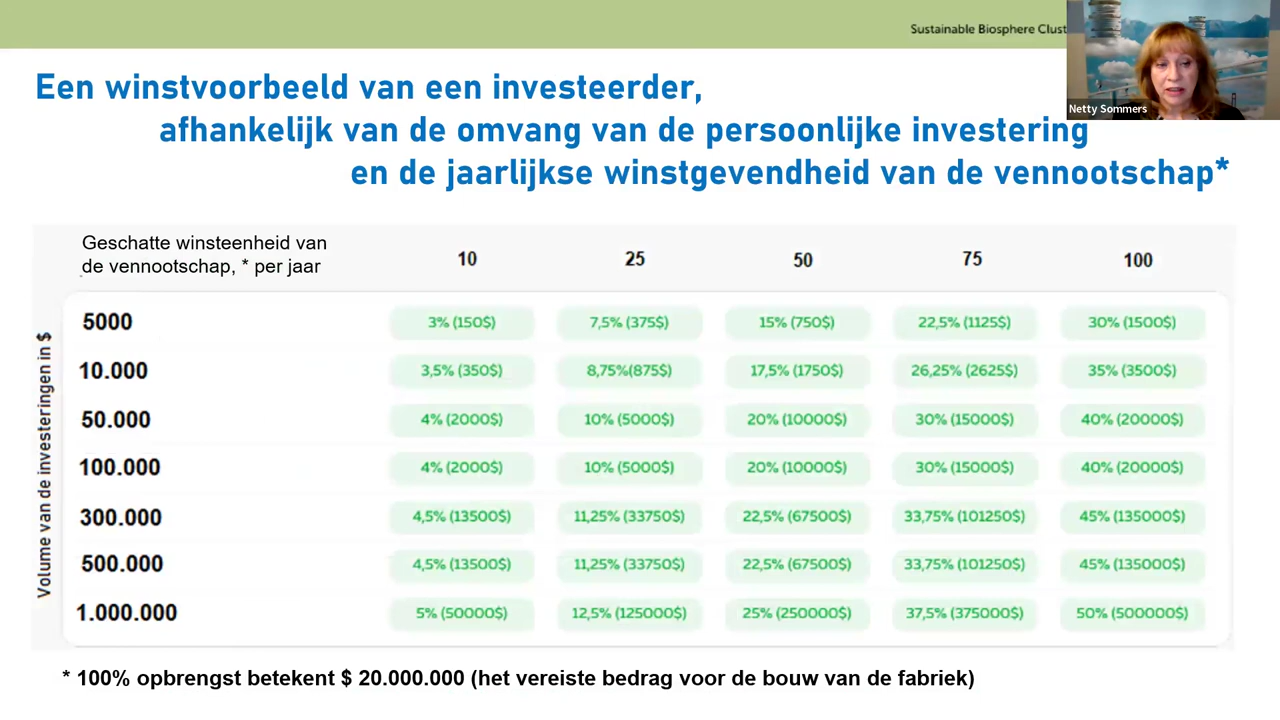 Sustainable Biosphere Clust
Netty Sommers
Een winstvoorbeeld van een investeerder,
afhankelijk van de omvang van de persoonlijke investering
en de jaarlijkse winstgevendheid van de vennootschap*
Geschatte winsteenheid van
de vennootschap, * per jaar
10 25 50 75 100
Volume van de investeringen in $
5000 3% (150$) 7,5% (375$) 15% (750$) 22,5% (1125$) 30% (1500$)
10.000 3,5% (350$) 8,75%(875$) 17,5% (1750$) 26,25% (2625$) 35% (3500$)
50.000 4% (2000$) 10% (5000$) 20% (10000$) 30% (15000$) 40% (20000$)
100.000 4% (2000$) 10% (5000$) 20% (10000$) 30% (15000$) 40% (20000$)
300.000 4,5% (13500$) 11,25% (33750$) 22,5% (67500$) 33,75% (101250$) 45% (135000$)
500.000 4,5% (13500$) 11,25% (33750$) 22,5% (67500$) 33,75% (101250$) 45% (135000$)
1.000.000 5% (50000$) 12,5% (125000$) 25% (250000$) 37,5% (375000$) 50% (500000$)
* 100% opbrengst betekent $ 20.000.000 (het vereiste bedrag voor de bouw van de fabriek)